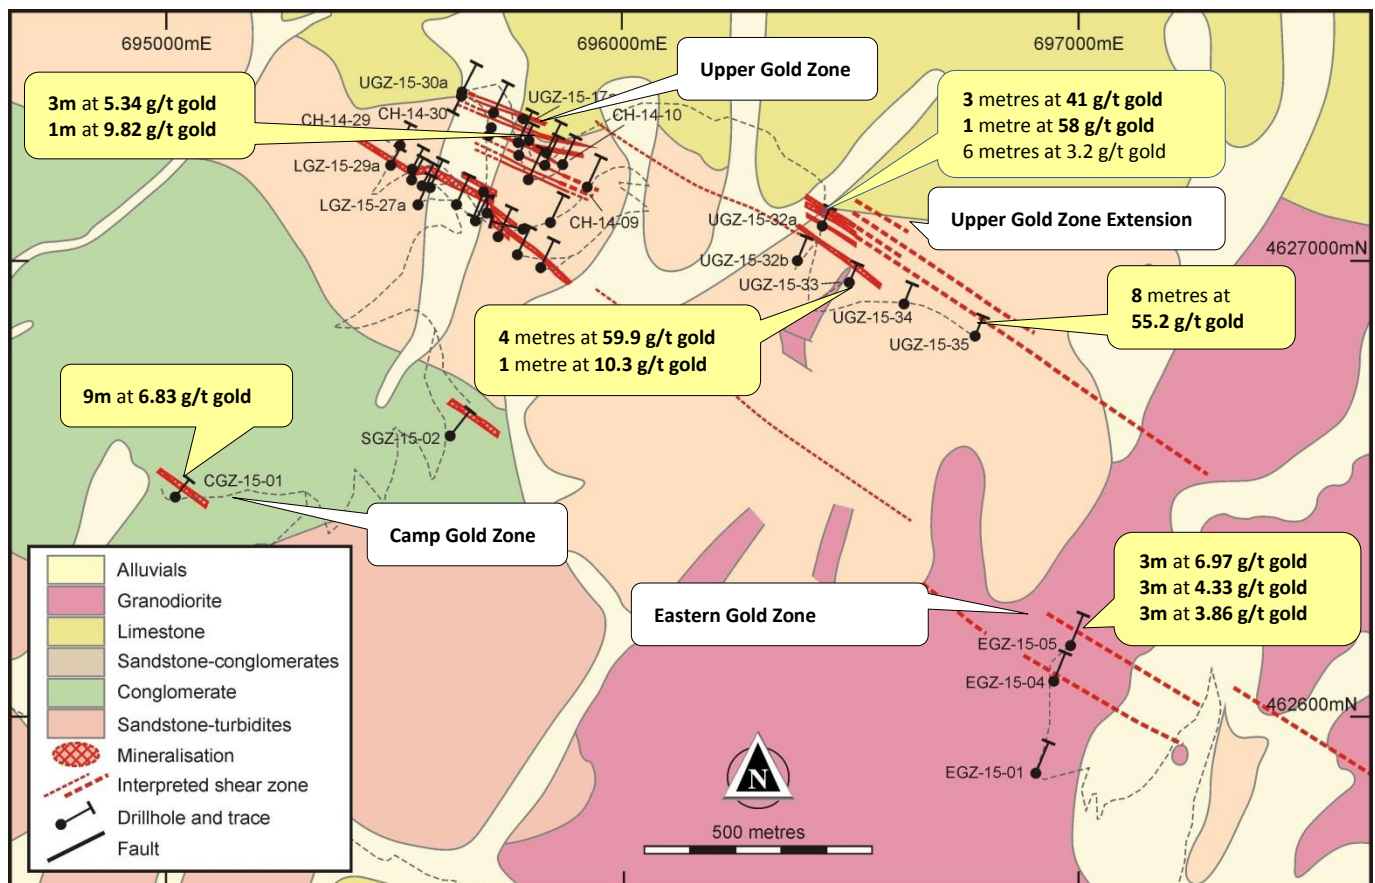 695000mE
696000mE
697000mE
Upper Gold Zone
UGZ-15-30a
3m at 5.34 g/t gold
1m at 9.82 g/t gold
UGZ-15-17
CH-14-30
CH-14-29
CH-14-10
3 metres at 41 g/t gold
1 metre at 58 g/t gold
6 metres at 3.2 g/t gold
LGZ-15-29a
LGZ-15-27a
CH-14-09
UGZ-15-32a
Upper Gold Zone Extension
4627000mN
UGZ-15-32b
UGZ-15-33
UGZ-15-34
UGZ-15-35
8 metres at
55.2 g/t gold
4 metres at 59.9 g/t gold
1 metre at 10.3 g/t gold
9m at 6.83 g/t gold
SGZ-15-02
CGZ-15-01
Camp Gold Zone
3m at 6.97 g/t gold
3m at 4.33 g/t gold
3m at 3.86 g/t gold
Eastern Gold Zone
EGZ-15-05
EGZ-15-04
462600mN
EGZ-15-01
Alluvials
Granodiorite
Limestone
Sandstone-conglomerates
Conglomerate
Sandstone-turbidites
Mineralisation
Interpreted shear zone
Drillhole and trace
Fault
N
500 metres